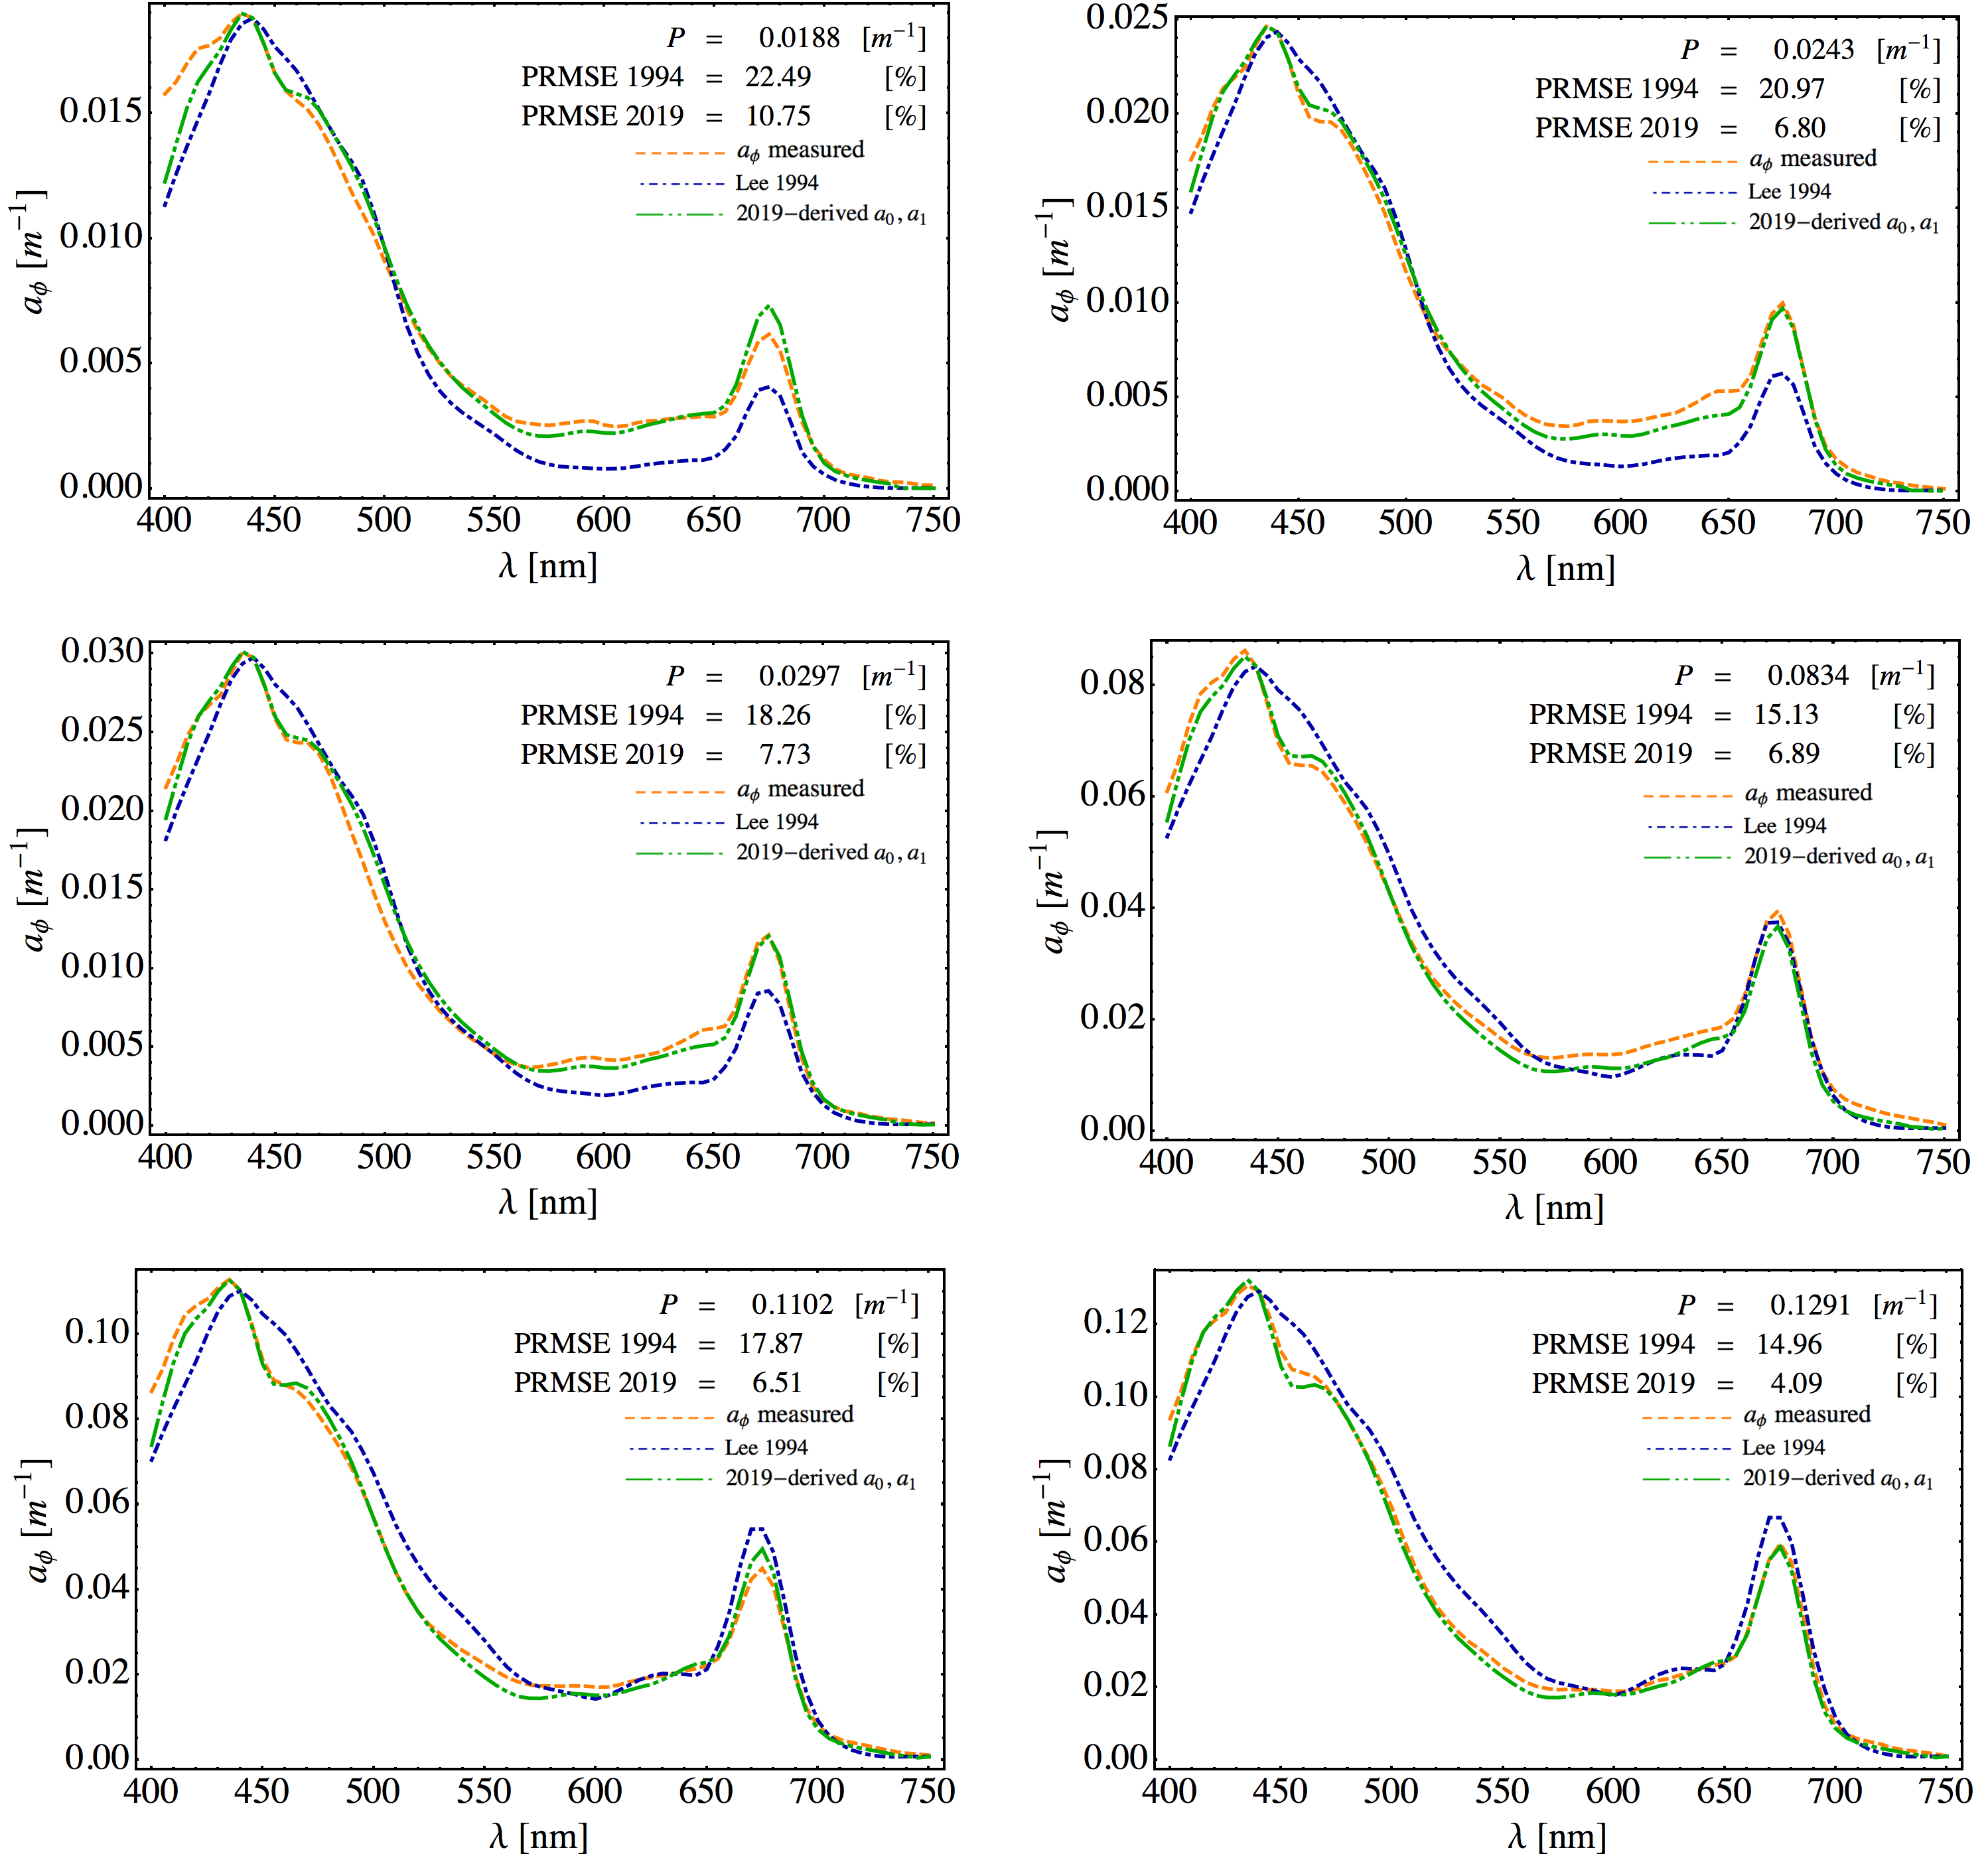 P = 0.0188 [m⁻¹]
PRMSE 1994 = 22.49 [%]
PRMSE 2019 = 10.75 [%]
aϕ measured
Lee 1994
2019−derived a₀, a₁
0.015
0.010
0.005
0.000
aϕ [m⁻¹]
400 450 500 550 600 650 700 750
λ [nm]
P = 0.0243 [m⁻¹]
PRMSE 1994 = 20.97 [%]
PRMSE 2019 = 6.80 [%]
aϕ measured
Lee 1994
2019−derived a₀, a₁
0.025
0.020
0.015
0.010
0.005
0.000
aϕ [m⁻¹]
400 450 500 550 600 650 700 750
λ [nm]
P = 0.0297 [m⁻¹]
PRMSE 1994 = 18.26 [%]
PRMSE 2019 = 7.73 [%]
aϕ measured
Lee 1994
2019−derived a₀, a₁
0.030
0.025
0.020
0.015
0.010
0.005
0.000
aϕ [m⁻¹]
400 450 500 550 600 650 700 750
λ [nm]
P = 0.0834 [m⁻¹]
PRMSE 1994 = 15.13 [%]
PRMSE 2019 = 6.89 [%]
aϕ measured
Lee 1994
2019−derived a₀, a₁
0.08
0.06
0.04
0.02
0.00
aϕ [m⁻¹]
400 450 500 550 600 650 700 750
λ [nm]
P = 0.1102 [m⁻¹]
PRMSE 1994 = 17.87 [%]
PRMSE 2019 = 6.51 [%]
aϕ measured
Lee 1994
2019−derived a₀, a₁
0.10
0.08
0.06
0.04
0.02
0.00
aϕ [m⁻¹]
400 450 500 550 600 650 700 750
λ [nm]
P = 0.1291 [m⁻¹]
PRMSE 1994 = 14.96 [%]
PRMSE 2019 = 4.09 [%]
aϕ measured
Lee 1994
2019−derived a₀, a₁
0.12
0.10
0.08
0.06
0.04
0.02
0.00
aϕ [m⁻¹]
400 450 500 550 600 650 700 750
λ [nm]